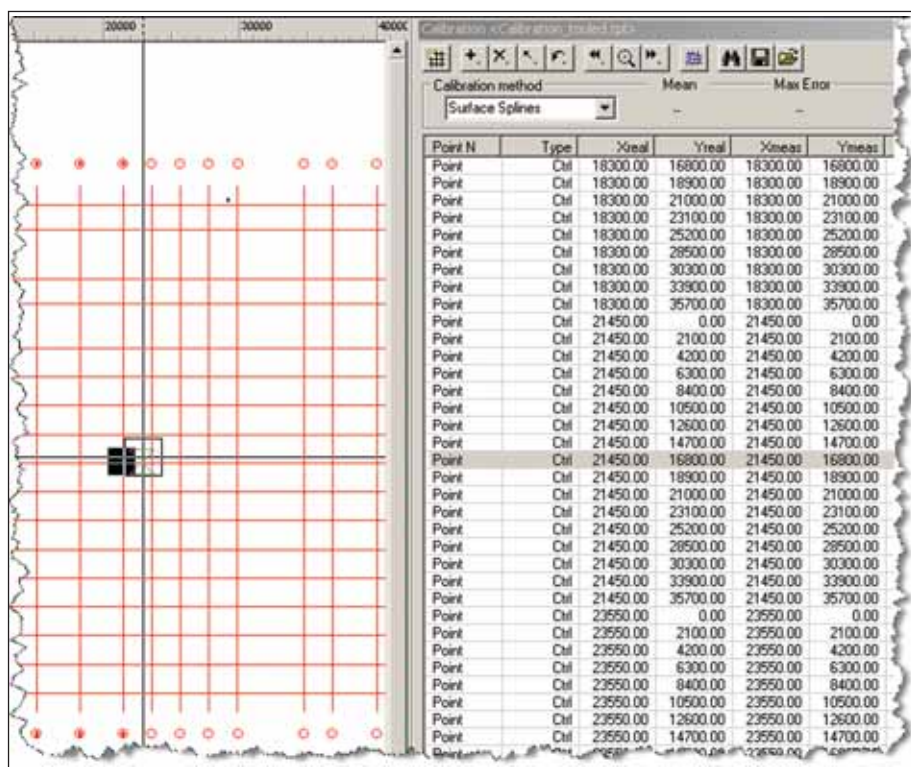 20000 30000 40000
Calibration <Calibration_trouled.tpt>
Calibration method Mean Max Error
Surface Splines -- --
Point N Type Xreal Yreal Xmeas Ymeas
Point Ctrl 18300.00 16800.00 18300.00 16800.00
Point Ctrl 18300.00 18900.00 18300.00 18900.00
Point Ctrl 18300.00 21000.00 18300.00 21000.00
Point Ctrl 18300.00 23100.00 18300.00 23100.00
Point Ctrl 18300.00 25200.00 18300.00 25200.00
Point Ctrl 18300.00 28500.00 18300.00 28500.00
Point Ctrl 18300.00 30300.00 18300.00 30300.00
Point Ctrl 18300.00 33900.00 18300.00 33900.00
Point Ctrl 18300.00 35700.00 18300.00 35700.00
Point Ctrl 21450.00 0.00 21450.00 0.00
Point Ctrl 21450.00 2100.00 21450.00 2100.00
Point Ctrl 21450.00 4200.00 21450.00 4200.00
Point Ctrl 21450.00 6300.00 21450.00 6300.00
Point Ctrl 21450.00 8400.00 21450.00 8400.00
Point Ctrl 21450.00 10500.00 21450.00 10500.00
Point Ctrl 21450.00 12600.00 21450.00 12600.00
Point Ctrl 21450.00 14700.00 21450.00 14700.00
Point Ctrl 21450.00 16800.00 21450.00 16800.00
Point Ctrl 21450.00 18900.00 21450.00 18900.00
Point Ctrl 21450.00 21000.00 21450.00 21000.00
Point Ctrl 21450.00 23100.00 21450.00 23100.00
Point Ctrl 21450.00 25200.00 21450.00 25200.00
Point Ctrl 21450.00 28500.00 21450.00 28500.00
Point Ctrl 21450.00 30300.00 21450.00 30300.00
Point Ctrl 21450.00 33900.00 21450.00 33900.00
Point Ctrl 21450.00 35700.00 21450.00 35700.00
Point Ctrl 23550.00 0.00 23550.00 0.00
Point Ctrl 23550.00 2100.00 23550.00 2100.00
Point Ctrl 23550.00 4200.00 23550.00 4200.00
Point Ctrl 23550.00 6300.00 23550.00 6300.00
Point Ctrl 23550.00 8400.00 23550.00 8400.00
Point Ctrl 23550.00 10500.00 23550.00 10500.00
Point Ctrl 23550.00 12600.00 23550.00 12600.00
Point Ctrl 23550.00 14700.00 23550.00 14700.00